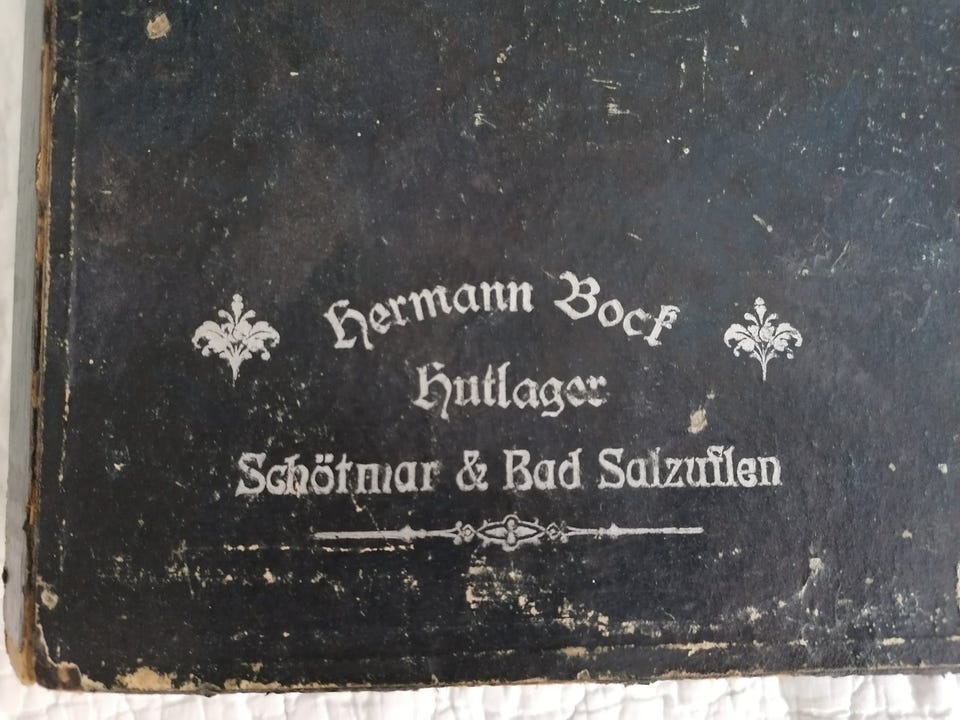 Hermann Bock
Hutlager
Schötmar & Bad Salzuflen